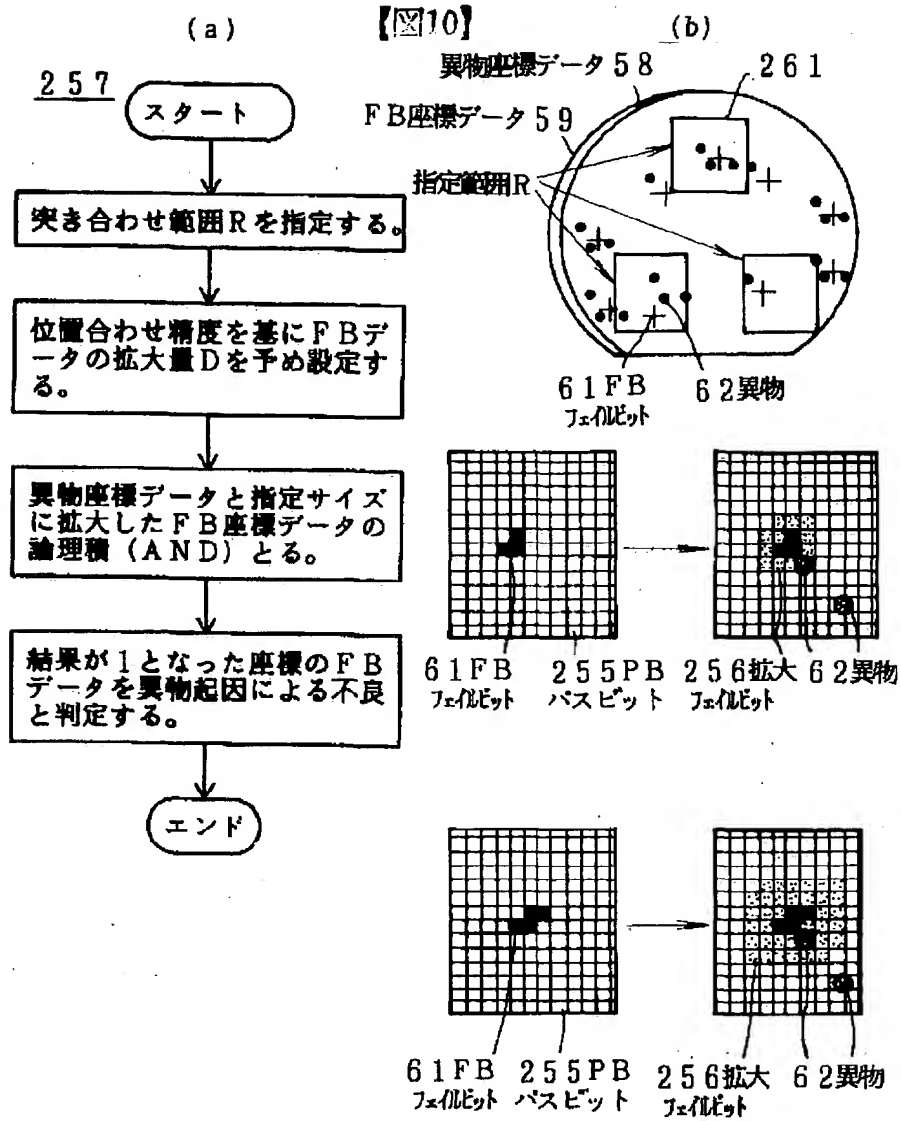 【図10】
(a)
257
スタート
突き合わせ範囲Rを指定する。
位置合わせ精度を基にFBデ
ータの拡大量Dを予め設定す
る。
異物座標データと指定サイズ
に拡大したFB座標データの
論理積(AND)とる。
結果が1となった座標のFB
データを異物起因による不良
と判定する。
エンド
(b)
異物座標データ58 261
FB座標データ59
指定範囲R
61FB 62異物
フェイルビット
61FB 255PB 256拡大 62異物
フェイルビット パスビット フェイルビット
61FB 255PB 256拡大 62異物
フェイルビット パスビット フェイルビット